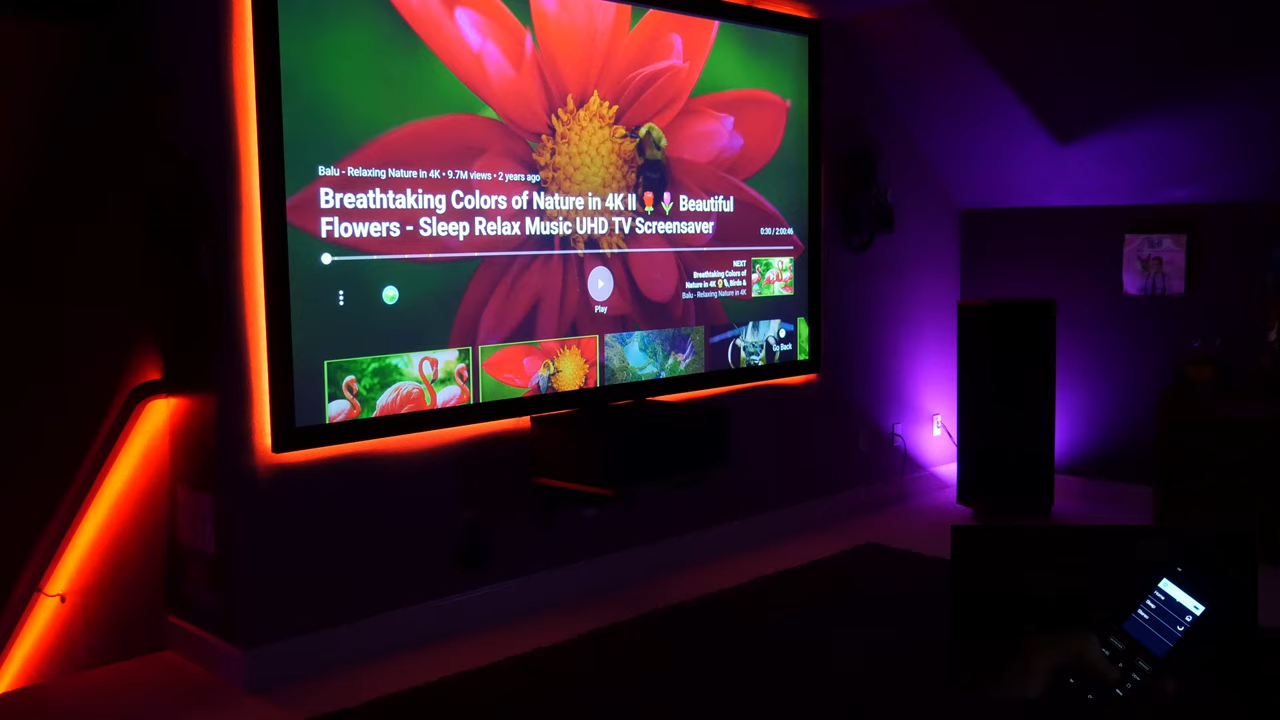 Balu - Relaxing Nature in 4K • 9.7M views • 2 years ago
Breathtaking Colors of Nature in 4K II 🌹🌷 Beautiful
Flowers - Sleep Relax Music UHD TV Screensaver
0:30 / 2:00:46
NEXT
Breathtaking Colors of
Nature in 4K 🌻🦜Birds &
Balu - Relaxing Nature in 4K
Play
Go Back
Home